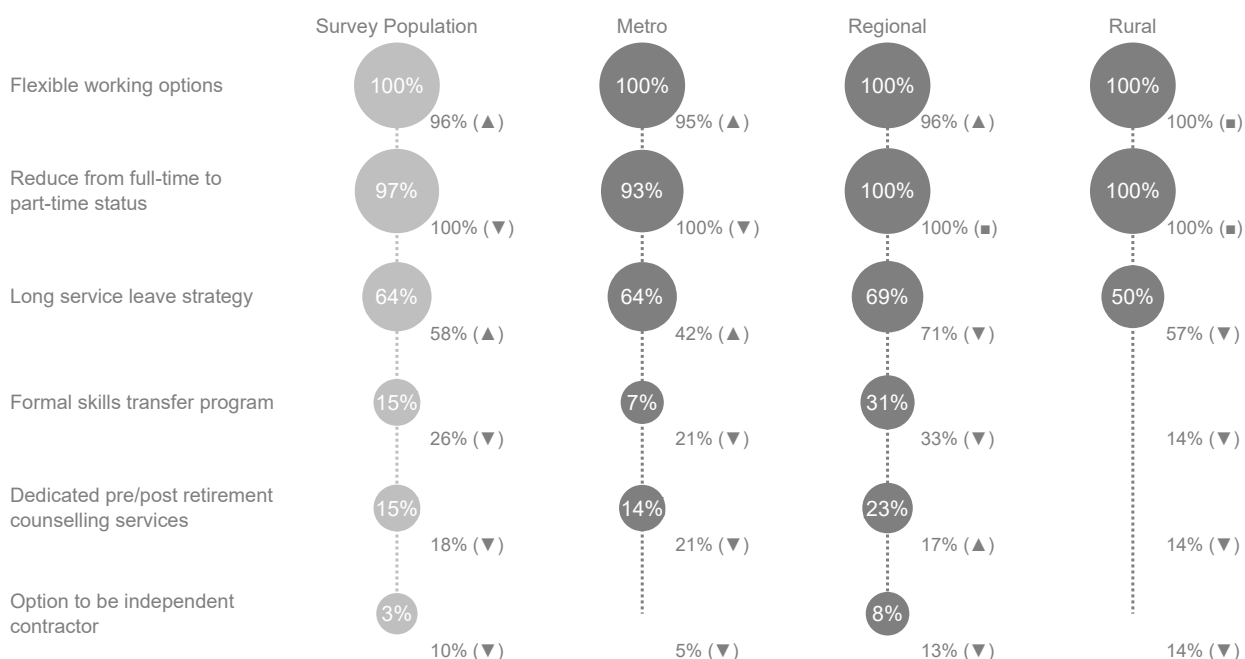 Survey Population Metro Regional Rural
Flexible working options 100% 100% 100% 100%
96% (▲) 95% (▲) 96% (▲) 100% (■)
Reduce from full-time to
part-time status 97% 93% 100% 100%
100% (▼) 100% (▼) 100% (■) 100% (■)
Long service leave strategy 64% 64% 69% 50%
58% (▲) 42% (▲) 71% (▼) 57% (▼)
Formal skills transfer program 15% 7% 31%
26% (▼) 21% (▼) 33% (▼) 14% (▼)
Dedicated pre/post retirement
counselling services 15% 14% 23%
18% (▼) 21% (▼) 17% (▲) 14% (▼)
Option to be independent
contractor 3% 8%
10% (▼) 5% (▼) 13% (▼) 14% (▼)